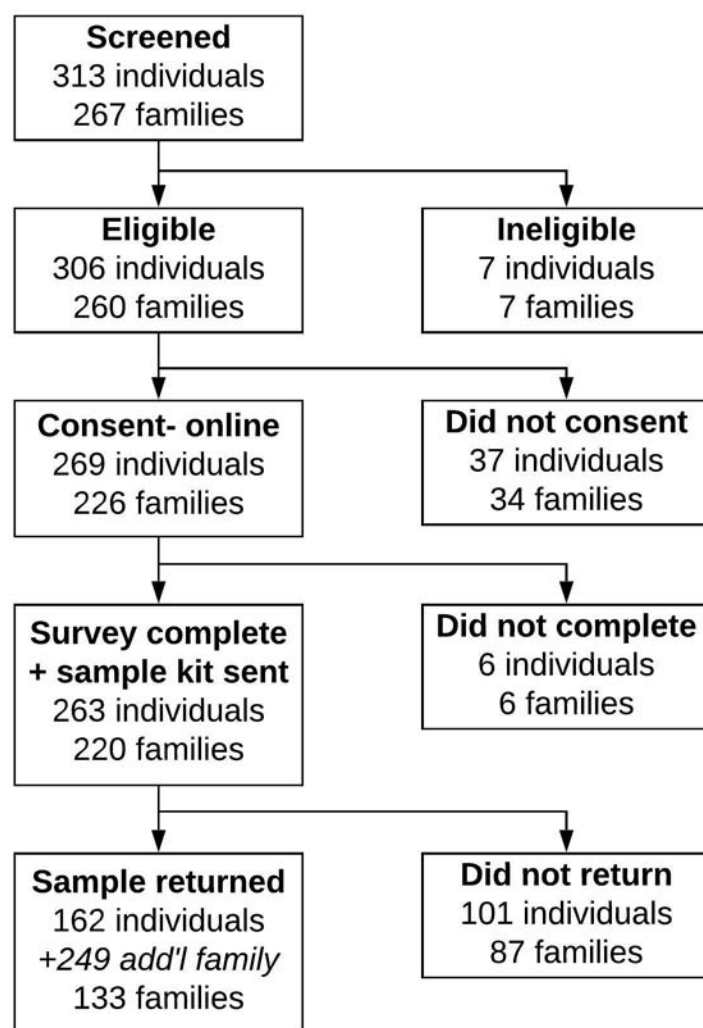 Screened
313 individuals
267 families
Eligible
306 individuals
260 families
Ineligible
7 individuals
7 families
Consent- online
269 individuals
226 families
Did not consent
37 individuals
34 families
Survey complete
+ sample kit sent
263 individuals
220 families
Did not complete
6 individuals
6 families
Sample returned
162 individuals
+249 add'l family
133 families
Did not return
101 individuals
87 families